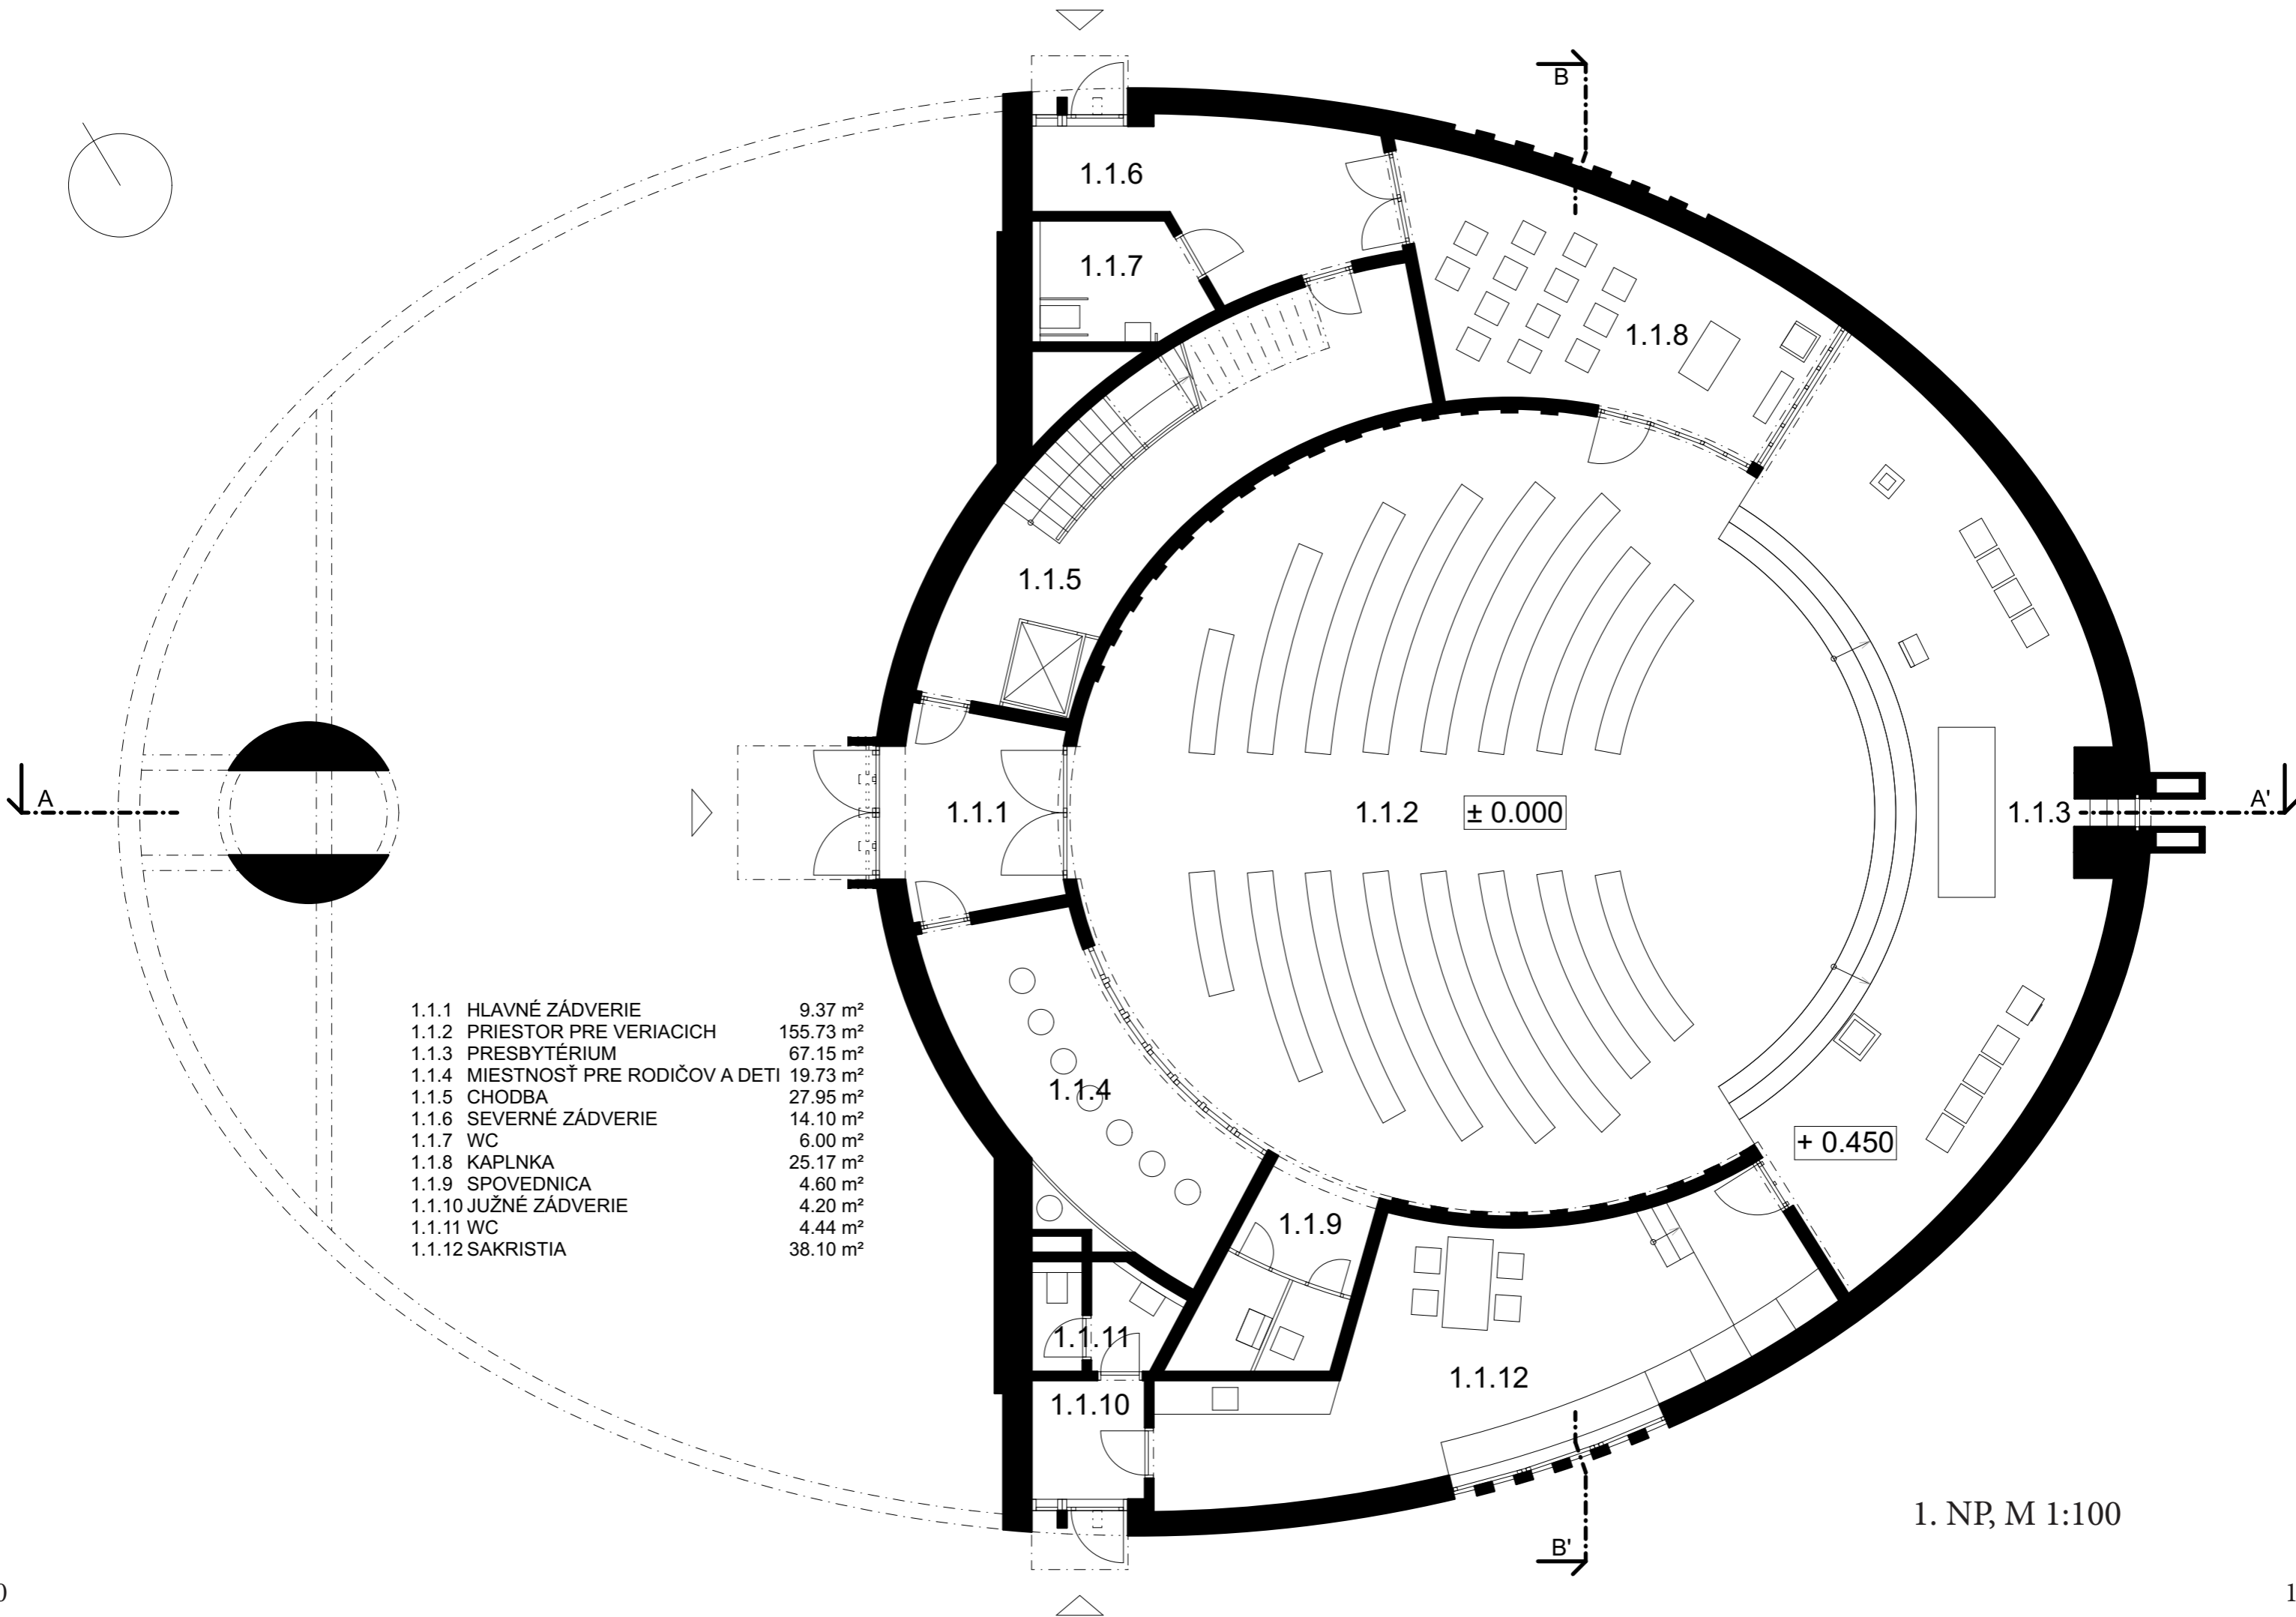 B
1.1.6
1.1.7
1.1.8
1.1.5
A
1.1.1
1.1.2
± 0.000
1.1.3
A'
1.1.1 HLAVNÉ ZÁDVERIE 9.37 m²
1.1.2 PRIESTOR PRE VERIACICH 155.73 m²
1.1.3 PRESBYTÉRIUM 67.15 m²
1.1.4 MIESTNOSŤ PRE RODIČOV A DETI 19.73 m²
1.1.5 CHODBA 27.95 m²
1.1.6 SEVERNÉ ZÁDVERIE 14.10 m²
1.1.7 WC 6.00 m²
1.1.8 KAPLNKA 25.17 m²
1.1.9 SPOVEDNICA 4.60 m²
1.1.10 JUŽNÉ ZÁDVERIE 4.20 m²
1.1.11 WC 4.44 m²
1.1.12 SAKRISTIA 38.10 m²
1.1.4
+ 0.450
1.1.9
1.1.11
1.1.12
1.1.10
1. NP, M 1:100
B'
0
1